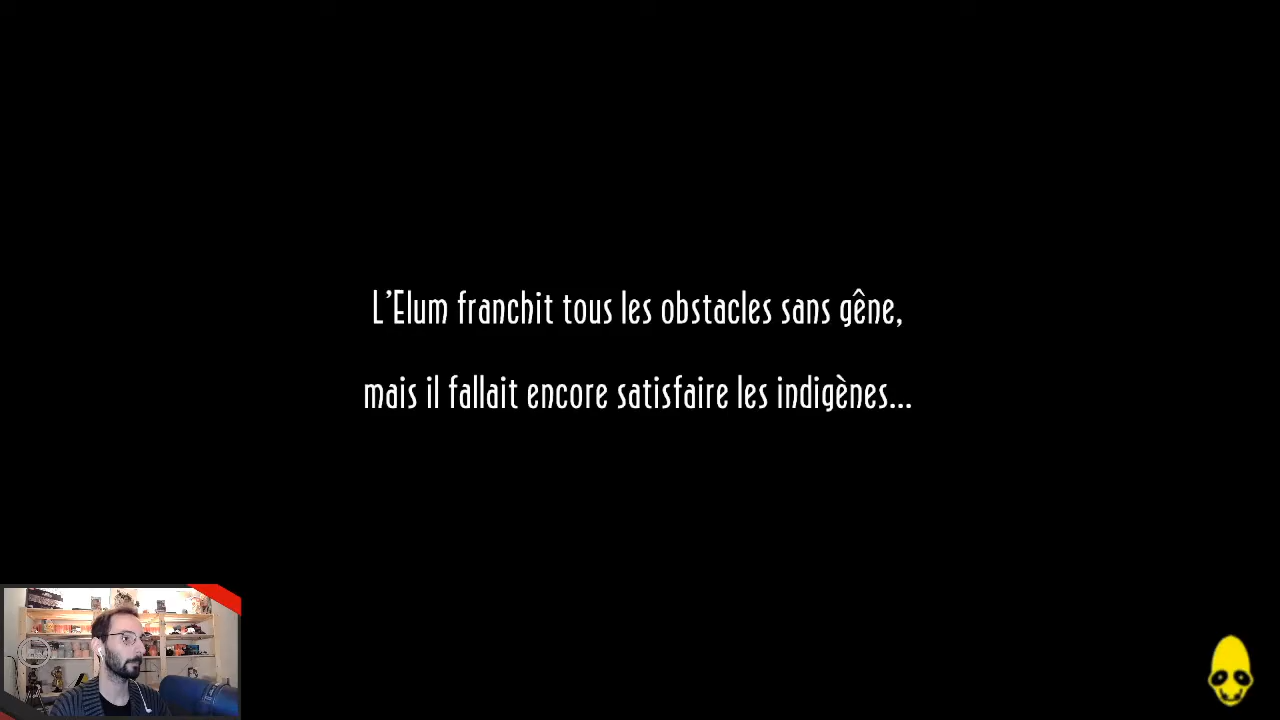 L'Elum franchit tous les obstacles sans gêne,
mais il fallait encore satisfaire les indigènes...